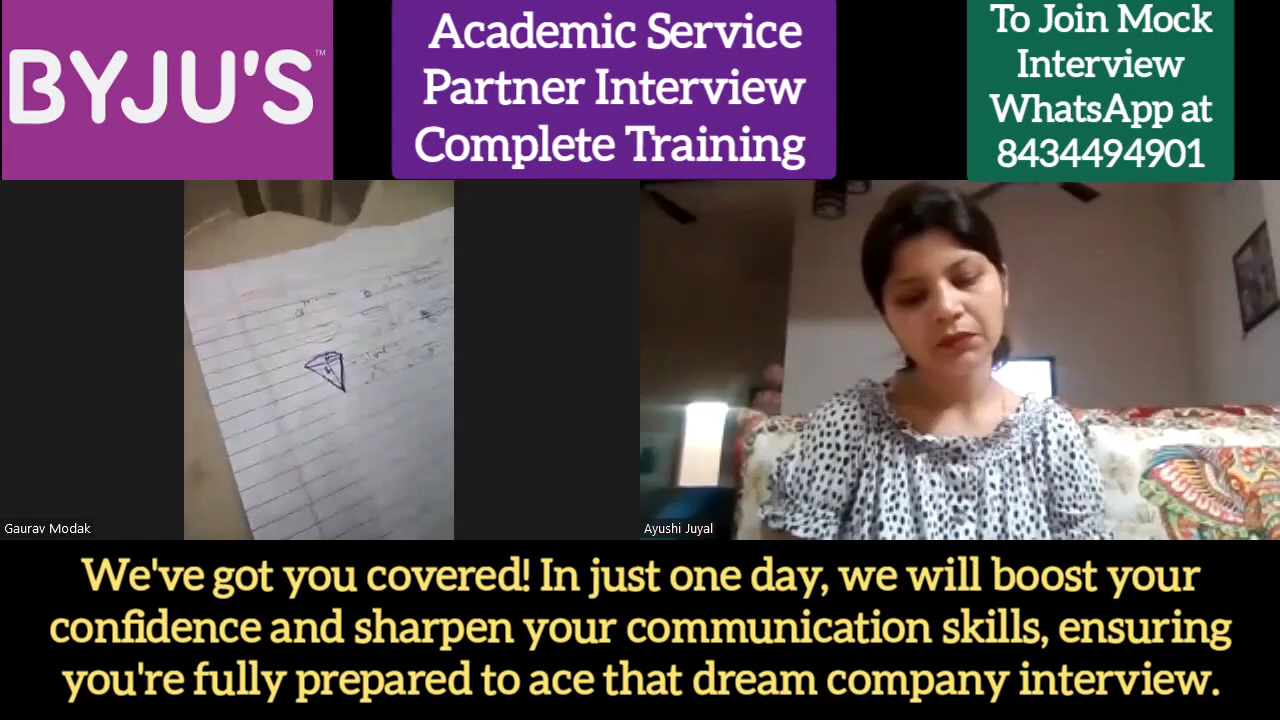 BYJU'S™
Academic Service
Partner Interview
Complete Training
To Join Mock
Interview
WhatsApp at
8434494901
Gaurav Modak
Ayushi Juyal
We've got you covered! In just one day, we will boost your
confidence and sharpen your communication skills, ensuring
you're fully prepared to ace that dream company interview.